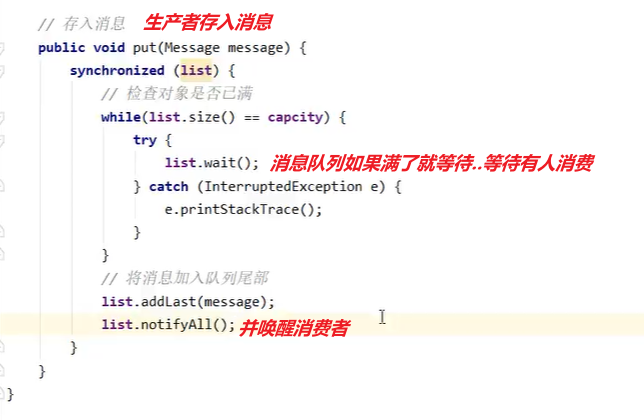 // 存入消息 生产者存入消息
public void put(Message message) {
synchronized (list) {
// 检查对象是否已满
while(list.size() == capcity) {
try {
list.wait(); 消息队列如果满了就等待..等待有人消费
} catch (InterruptedException e) {
e.printStackTrace();
}
}
// 将消息加入队列尾部
list.addLast(message);
list.notifyAll(); 并唤醒消费者
}
}
}